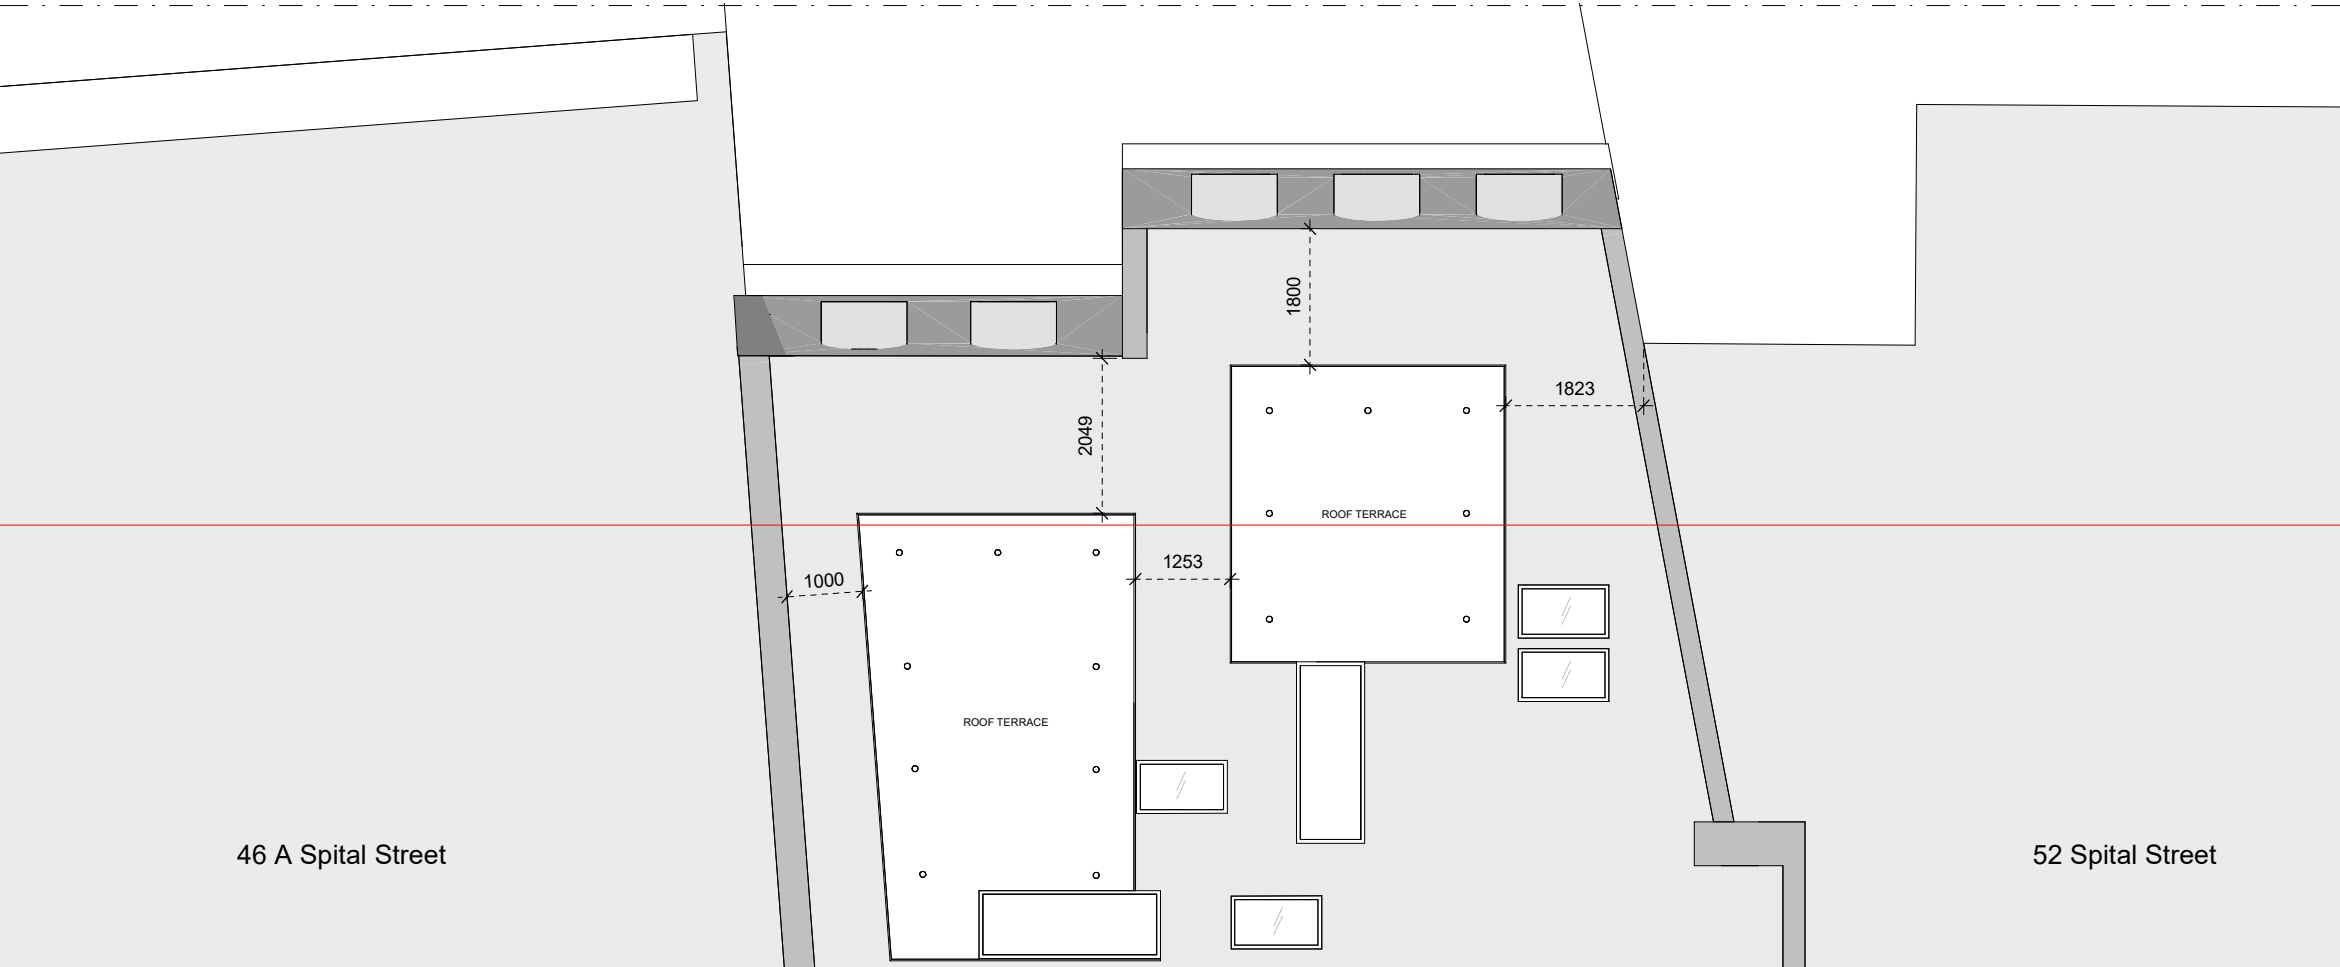 1800
1823
2049
ROOF TERRACE
1253
1000
ROOF TERRACE
46 A Spital Street
52 Spital Street